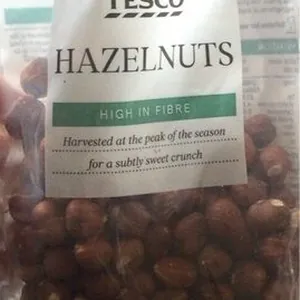 TESCO
HAZELNUTS
HIGH IN FIBRE
Harvested at the peak of the season
for a subtly sweet crunch